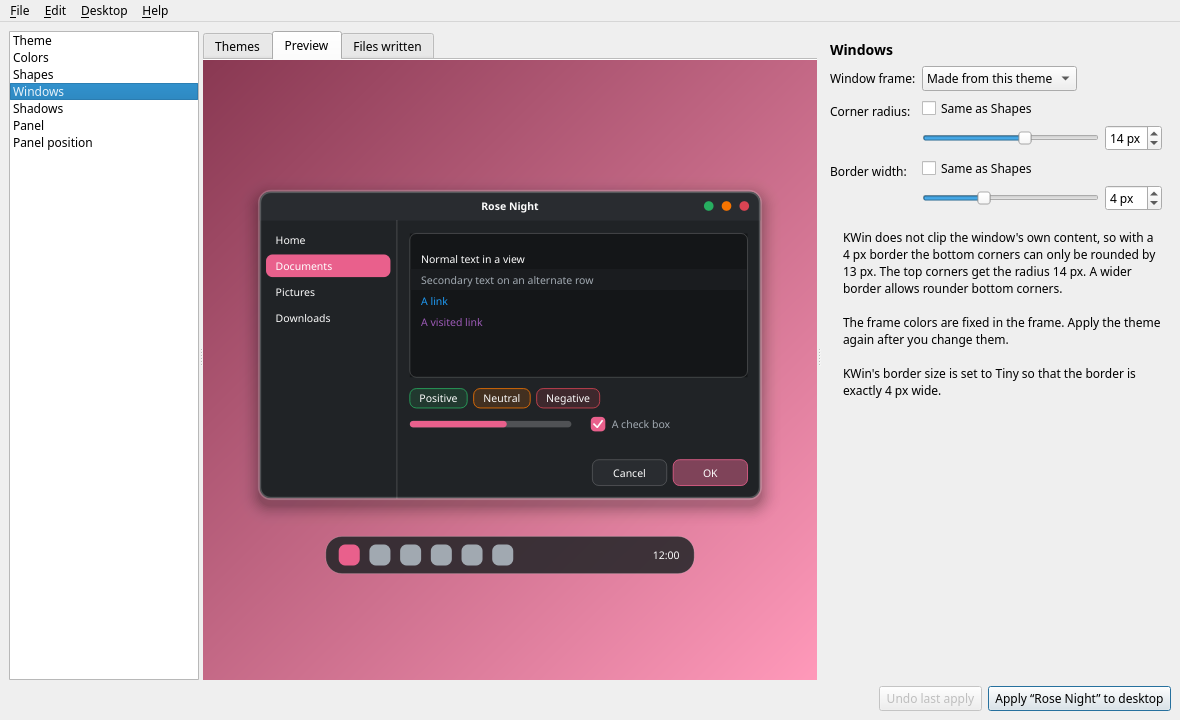 File Edit Desktop Help
Theme
Colors
Shapes
Windows
Shadows
Panel
Panel position
Themes Preview Files written
Rose Night
Home
Documents
Pictures
Downloads
Normal text in a view
Secondary text on an alternate row
A link
A visited link
Positive Neutral Negative
A check box
Cancel OK
12:00
Windows
Window frame: Made from this theme
Corner radius: Same as Shapes
14 px
Border width: Same as Shapes
4 px
KWin does not clip the window's own content, so with a
4 px border the bottom corners can only be rounded by
13 px. The top corners get the radius 14 px. A wider
border allows rounder bottom corners.
The frame colors are fixed in the frame. Apply the theme
again after you change them.
KWin's border size is set to Tiny so that the border is
exactly 4 px wide.
Undo last apply Apply “Rose Night” to desktop